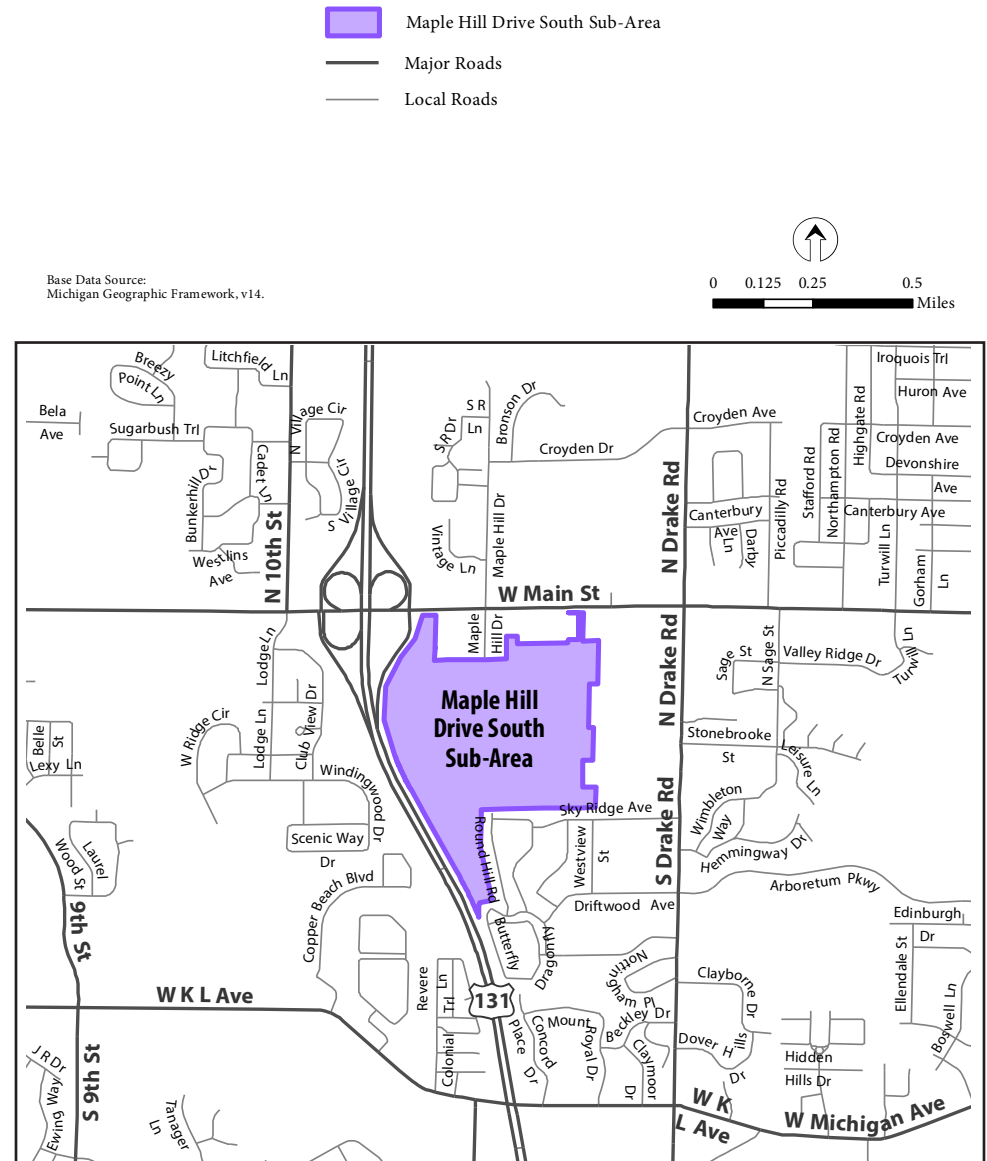 Maple Hill Drive South Sub-Area
Major Roads
Local Roads
Base Data Source:
Michigan Geographic Framework, v14.
0 0.125 0.25 0.5
Miles
Breezy
Point Ln
Litchfield Ln
Bela
Ave
Sugarbush Trl
Bunkerhill Dr
Cadet Ln
Westlins
Ave
N 10th St
N Village Cir
S Village Cir
S R
Ln
S R Dr
Bronson Dr
Croyden Dr
Vintage Ln
Maple Hill Dr
N Drake Rd
Croyden Ave
Canterbury
Ave
Ln
Darby
Piccadilly Rd
Stafford Rd
Northampton Rd
Highgate Rd
Iroquois Trl
Huron Ave
Croyden Ave
Devonshire
Ave
Canterbury Ave
Turwill Ln
Gorham
Ln
W Main St
Lodge Ln
Maple
Hill Dr
N Drake Rd
Sage St
N Sage St
Valley Ridge Dr
Turwill Ln
Maple Hill
Drive South
Sub-Area
Belle
St
Lexy Ln
W Ridge Cir
Lodge Ln
Club View Dr
Windingwood Dr
Stonebrooke
St
Leisure Ln
Wimbleton
Way
Hemmingway Dr
S Drake Rd
Sky Ridge Ave
Round Hill Rd
Westview
St
Scenic Way
Dr
Wood St
Laurel
Copper Beach Blvd
Driftwood Ave
Arboretum Pkwy
9th St
Butterfly
Dragonfly
Edinburgh
Dr
Ellendale St
Boswell Ln
Nottingham Pl
Clayborne Dr
W K L Ave
Revere
Trl
Ln
131
Colonial
Place
Concord
Dr
Mount
Royal Dr
Beckley Dr
Claymoor
Dr
Dover Hills
Dr
Hidden
Hills Dr
J R Dr
Ewing Way
S 9th St
Tanager
Ln
W K
L Ave
W Michigan Ave